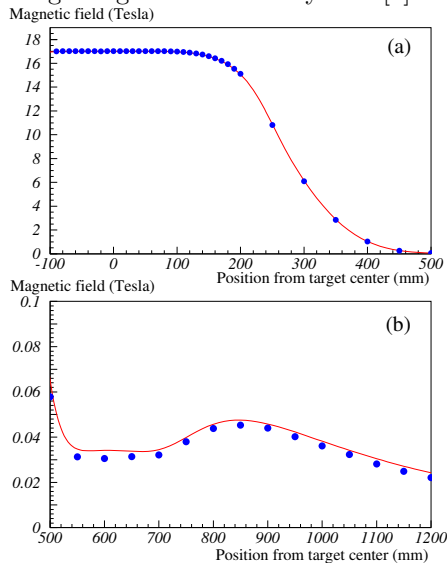 Magnetic field (Tesla)
(a)
18
16
14
12
10
8
6
4
2
0
-100 0 100 200 300 400 500
Position from target center (mm)
Magnetic field (Tesla)
(b)
0.1
0.08
0.06
0.04
0.02
0
500 600 700 800 900 1000 1100 1200
Position from target center (mm)